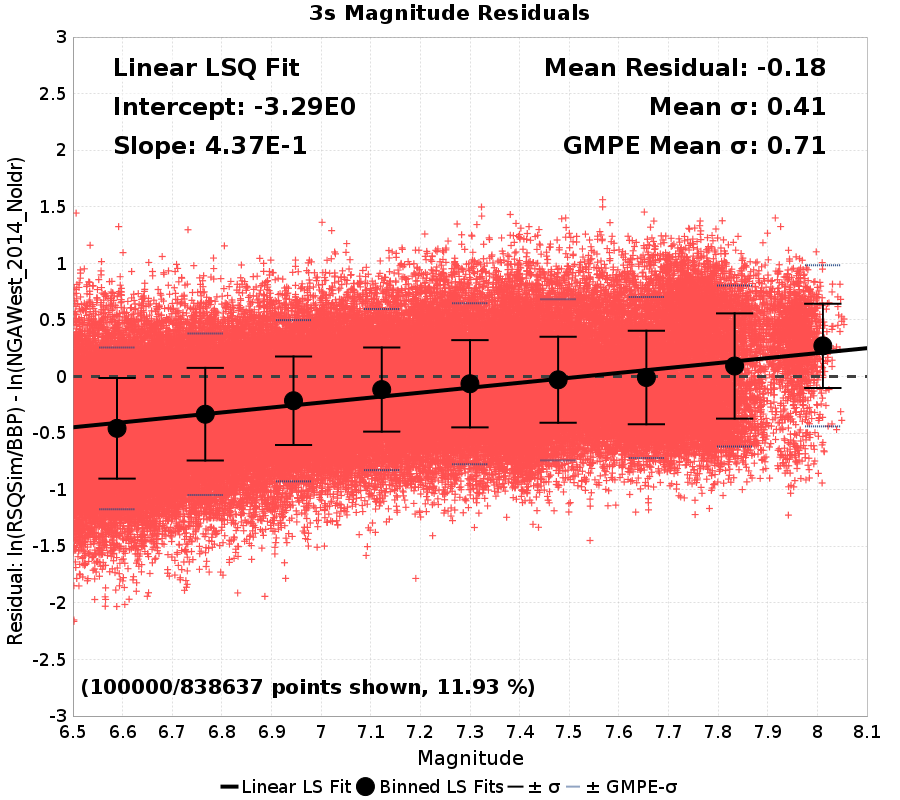 3s Magnitude Residuals
Linear LSQ Fit
Intercept: -3.29E0
Slope: 4.37E-1
Mean Residual: -0.18
Mean σ: 0.41
GMPE Mean σ: 0.71
Residual: ln(RSQSim/BBP) - ln(NGAWest_2014_NoIdr)
3
2.5
2
1.5
1
0.5
0
-0.5
-1
-1.5
-2
-2.5
-3
(100000/838637 points shown, 11.93 %)
6.5 6.6 6.7 6.8 6.9 7 7.1 7.2 7.3 7.4 7.5 7.6 7.7 7.8 7.9 8 8.1
Magnitude
Linear LS Fit Binned LS Fits ± σ ± GMPE-σ